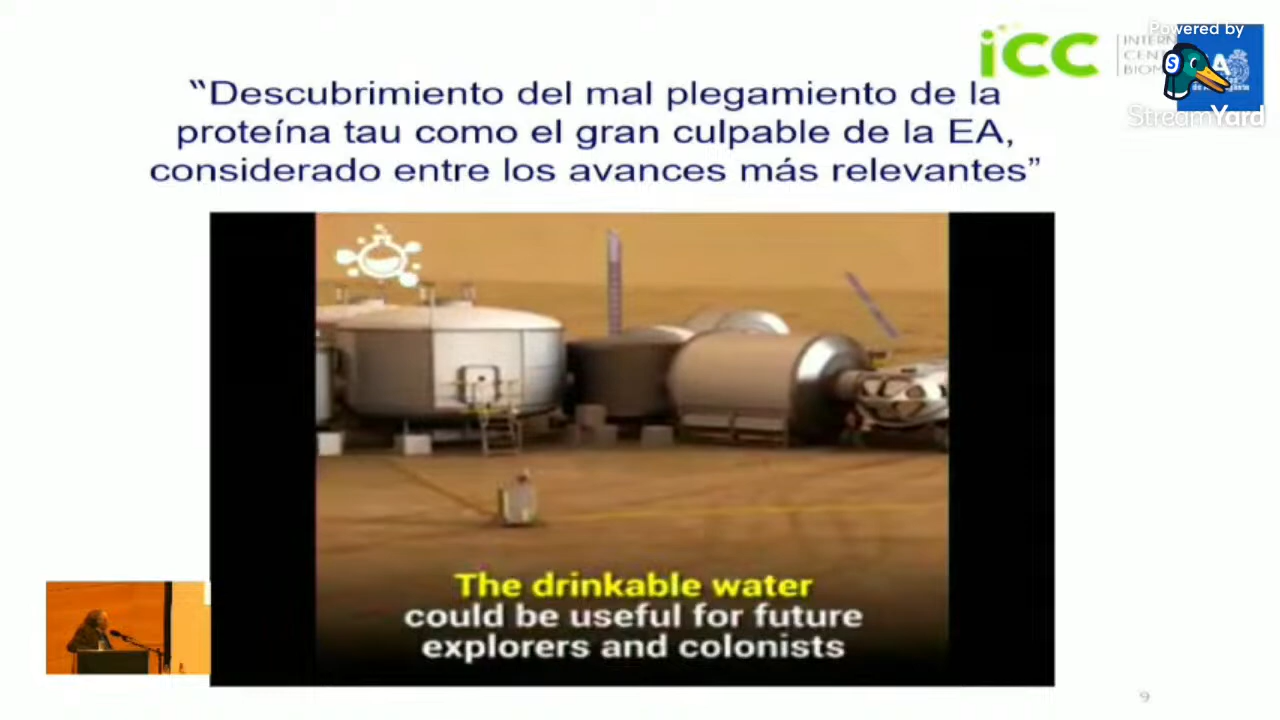 iCC
Powered by
S
StreamYard
“Descubrimiento del mal plegamiento de la
proteína tau como el gran culpable de la EA,
considerado entre los avances más relevantes”
The drinkable water
could be useful for future
explorers and colonists
9